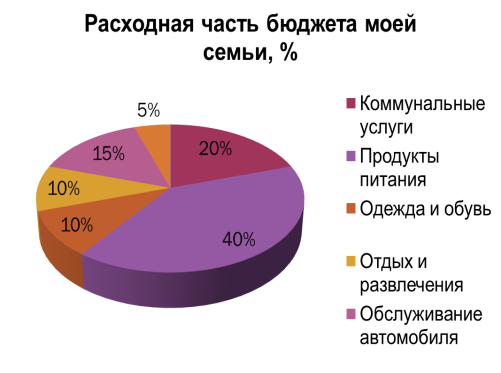 Расходная часть бюджета моей
семьи, %
5%
20%
15%
10%
10%
40%
Коммунальные
услуги
Продукты
питания
Одежда и обувь
Отдых и
развлечения
Обслуживание
автомобиля